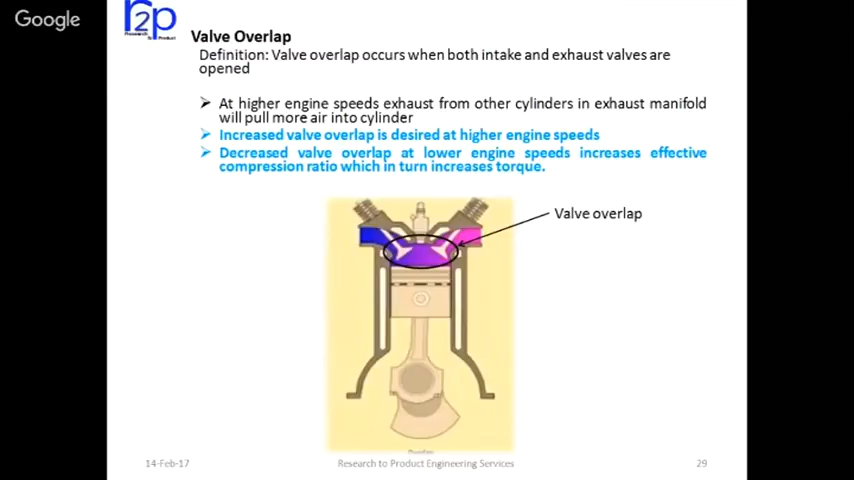 Google
r2p
Research to Product
Valve Overlap
Definition: Valve overlap occurs when both intake and exhaust valves are
opened
➢ At higher engine speeds exhaust from other cylinders in exhaust manifold
will pull more air into cylinder
➢ Increased valve overlap is desired at higher engine speeds
➢ Decreased valve overlap at lower engine speeds increases effective
compression ratio which in turn increases torque.
Valve overlap
14-Feb-17
Research to Product Engineering Services
29